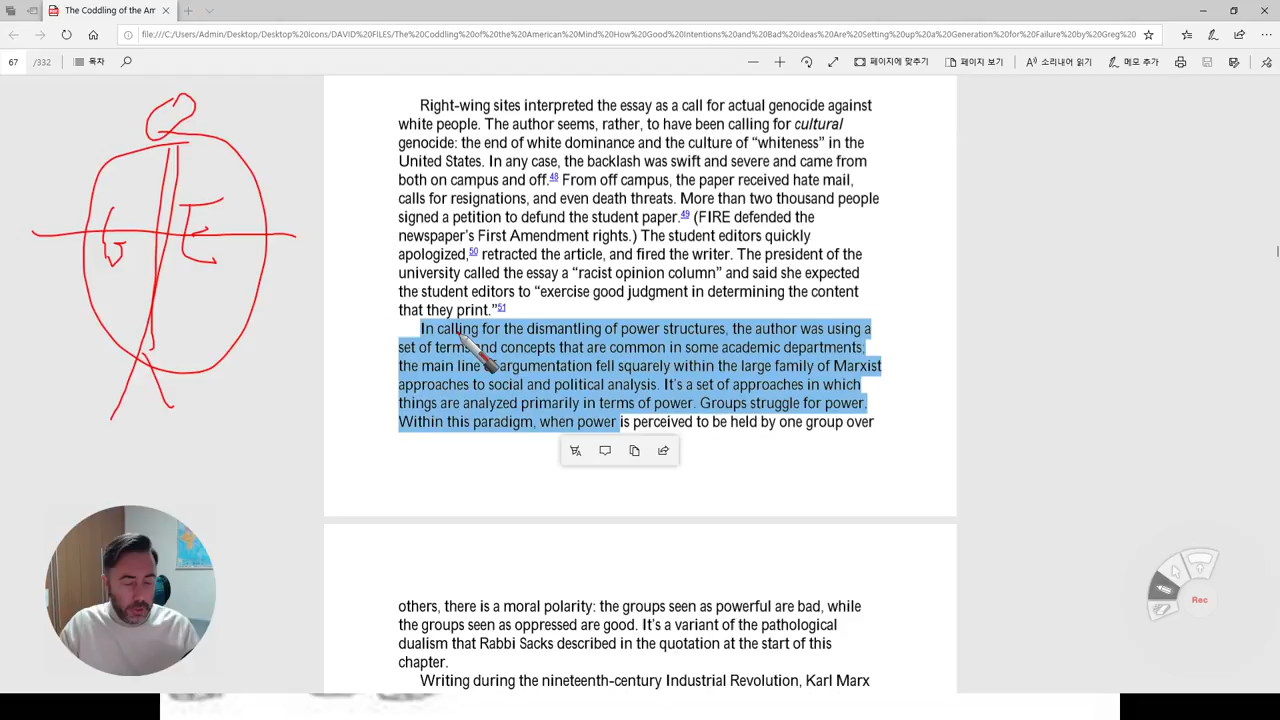 The Coddling of the Am
file:///C:/Users/Admin/Desktop/Desktop%20Icons/DAVID%20FILES/The%20Coddling%20of%20the%20American%20Mind%20How%20Good%20Intentions%20and%20Bad%20Ideas%20Are%20Setting%20up%20a%20Generation%20for%20Failure%20by%20Greg%20
67 /332 목차 페이지에 맞추기 페이지 보기 소리내어 읽기 메모 추가
Right-wing sites interpreted the essay as a call for actual genocide against
white people. The author seems, rather, to have been calling for cultural
genocide: the end of white dominance and the culture of “whiteness” in the
United States. In any case, the backlash was swift and severe and came from
both on campus and off.48 From off campus, the paper received hate mail,
calls for resignations, and even death threats. More than two thousand people
signed a petition to defund the student paper.49 (FIRE defended the
newspaper’s First Amendment rights.) The student editors quickly
apologized,50 retracted the article, and fired the writer. The president of the
university called the essay a “racist opinion column” and said she expected
the student editors to “exercise good judgment in determining the content
that they print.”51
In calling for the dismantling of power structures, the author was using a
set of terms and concepts that are common in some academic departments;
the main line argumentation fell squarely within the large family of Marxist
approaches to social and political analysis. It’s a set of approaches in which
things are analyzed primarily in terms of power. Groups struggle for power.
Within this paradigm, when power is perceived to be held by one group over
others, there is a moral polarity: the groups seen as powerful are bad, while
the groups seen as oppressed are good. It’s a variant of the pathological
dualism that Rabbi Sacks described in the quotation at the start of this
chapter.
Writing during the nineteenth-century Industrial Revolution, Karl Marx
Rec